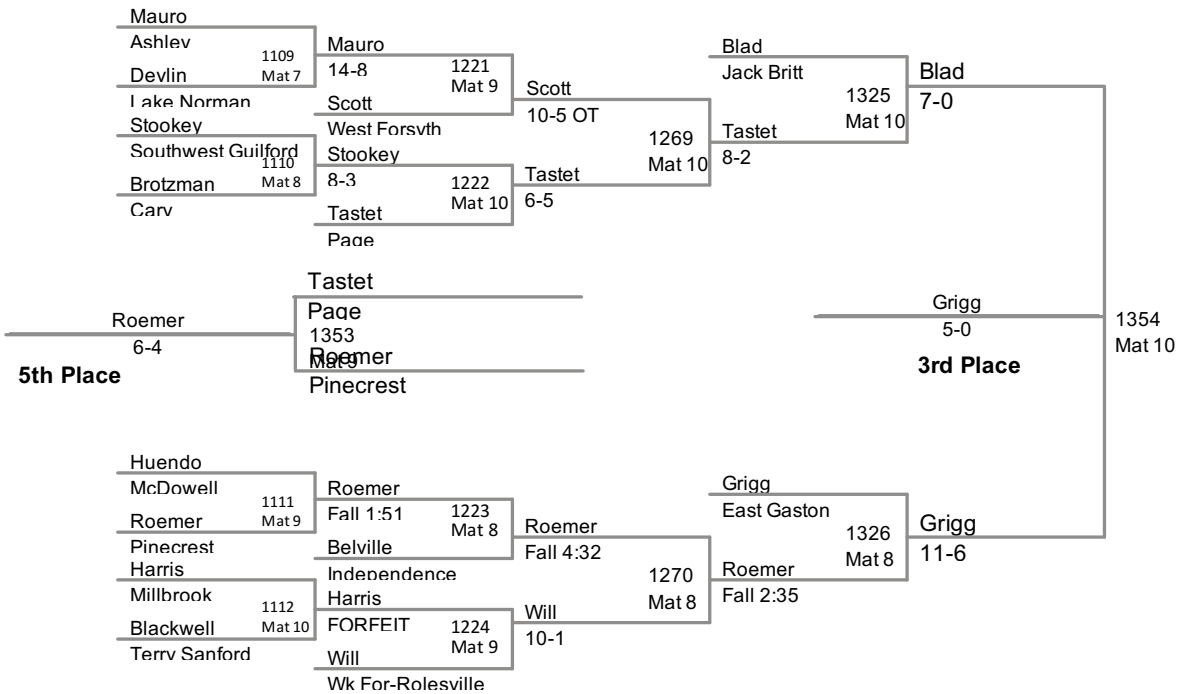 Mauro
Ashley
1109
Mat 7
Devlin
Lake Norman
Stookey
Southwest Guilford
1110
Mat 8
Brotzman
Cary
Mauro
14-8
1221
Mat 9
Scott
West Forsyth
Stookey
8-3
1222
Mat 10
Tastet
Page
Scott
10-5 OT
1269
Mat 10
Tastet
6-5
Blad
Jack Britt
1325
Mat 10
Tastet
8-2
Blad
7-0
Roemer
6-4
5th Place
Tastet
Page
1353
Mat 9
Roemer
Pinecrest
Grigg
5-0
3rd Place
1354
Mat 10
Huendo
McDowell
1111
Mat 9
Roemer
Pinecrest
Harris
Millbrook
1112
Mat 10
Blackwell
Terry Sanford
Roemer
Fall 1:51
1223
Mat 8
Belville
Independence
Harris
FORFEIT
1224
Mat 9
Will
Wk For-Rolesville
Roemer
Fall 4:32
1270
Mat 8
Will
10-1
Grigg
East Gaston
1326
Mat 8
Roemer
Fall 2:35
Grigg
11-6